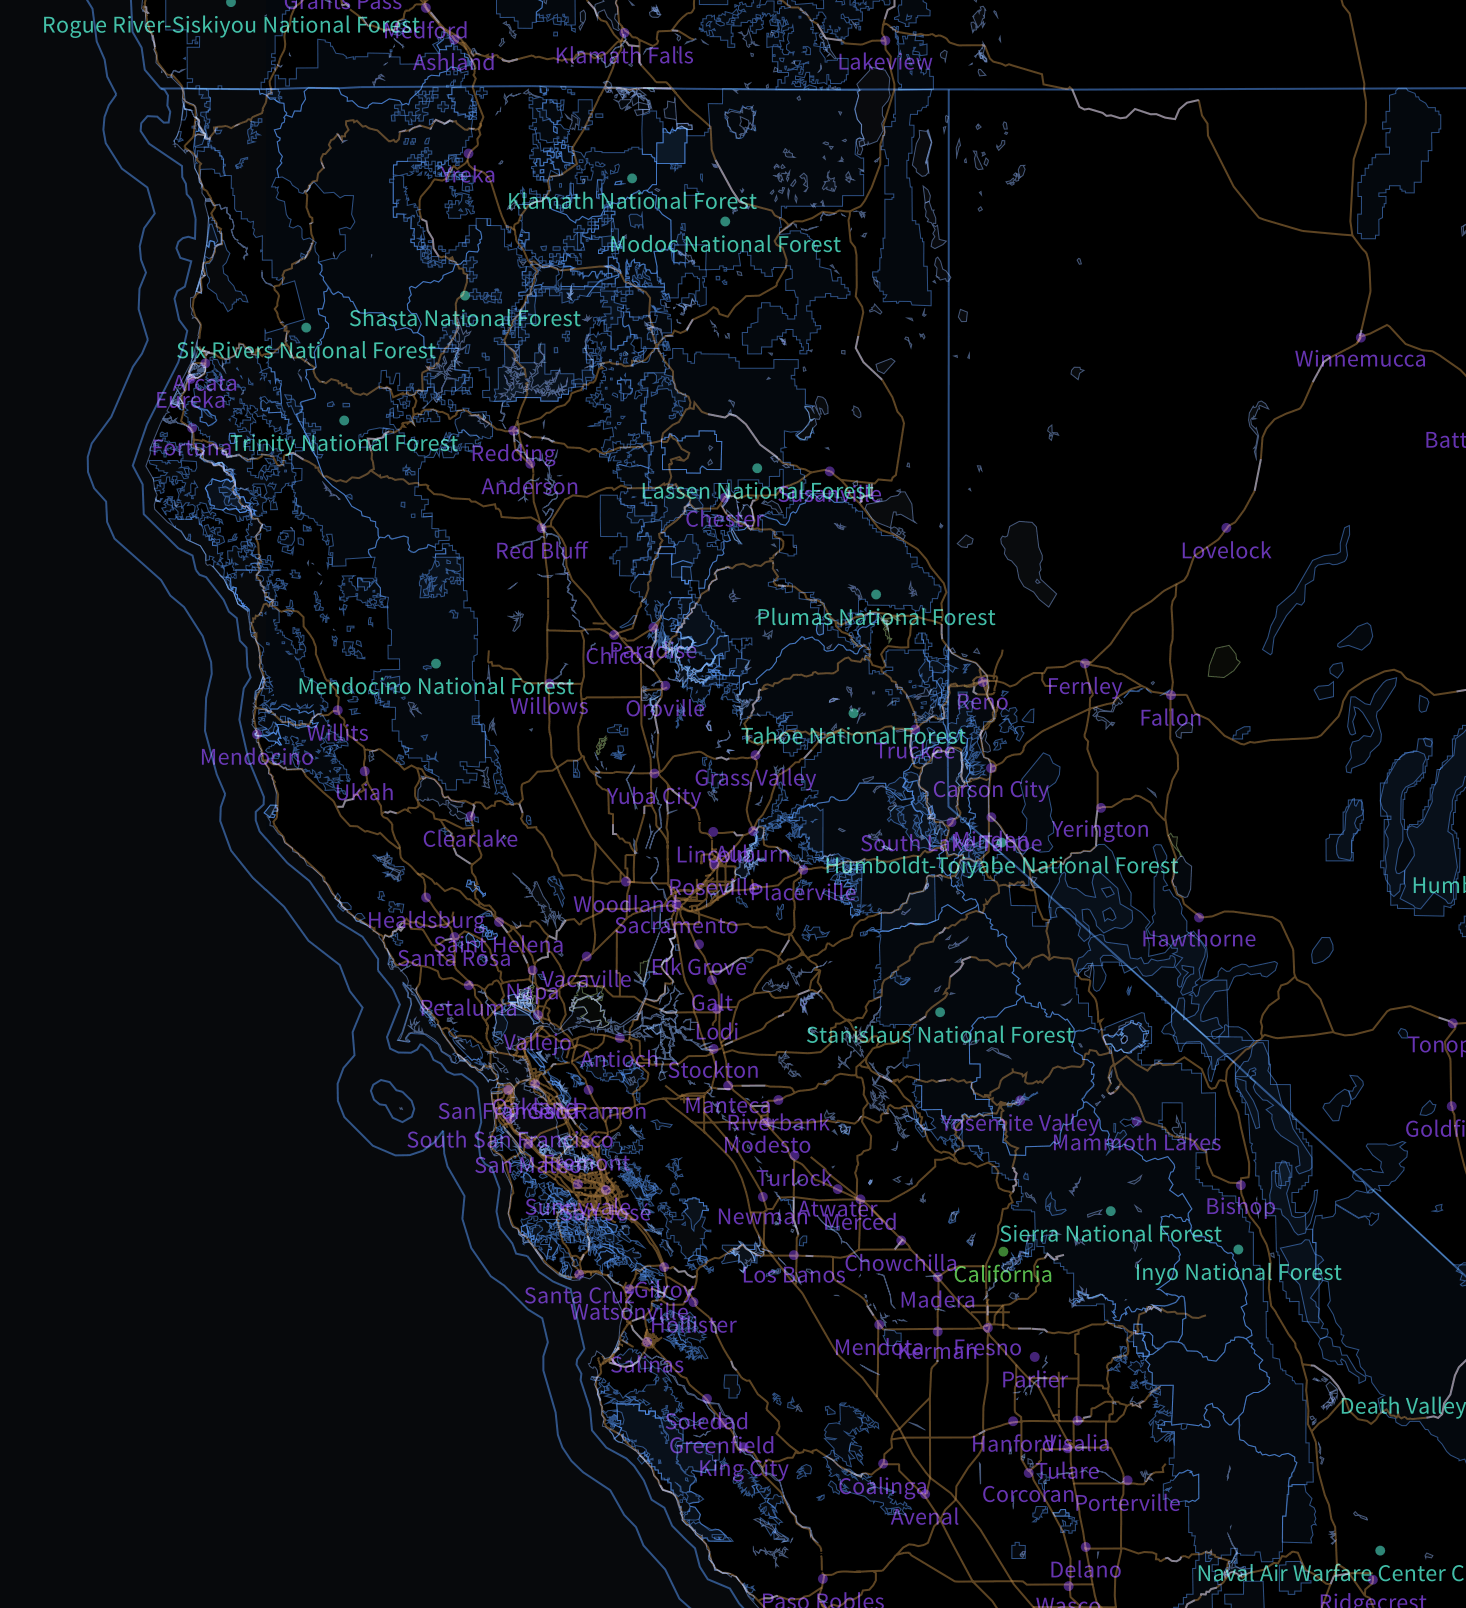 Grants Pass
Rogue River-Siskiyou National Forest
Medford
Ashland
Klamath Falls
Lakeview
Yreka
Klamath National Forest
Modoc National Forest
Shasta National Forest
Six Rivers National Forest
Winnemucca
Arcata
Eureka
Fortuna
Trinity National Forest
Batt
Redding
Anderson
Lassen National Forest
Susanville
Chester
Red Bluff
Lovelock
Plumas National Forest
Chico
Paradise
Mendocino National Forest
Willows
Oroville
Reno
Fernley
Fallon
Willits
Tahoe National Forest
Truckee
Mendocino
Grass Valley
Ukiah
Yuba City
Carson City
Clearlake
Yerington
South Lake Tahoe
Minden
Lincoln
Auburn
Humboldt-Toiyabe National Forest
Humb
Roseville
Placerville
Woodland
Healdsburg
Sacramento
Saint Helena
Hawthorne
Santa Rosa
Elk Grove
Vacaville
Napa
Petaluma
Galt
Lodi
Stanislaus National Forest
Vallejo
Antioch
Tonop
Stockton
Manteca
San Francisco
Oakland
San Ramon
Riverbank
Yosemite Valley
Goldfi
South San Francisco
Modesto
Mammoth Lakes
San Mateo
Fremont
Turlock
Sunnyvale
San Jose
Newman
Atwater
Merced
Bishop
Sierra National Forest
Chowchilla
Los Banos
California
Inyo National Forest
Santa Cruz
Gilroy
Watsonville
Madera
Hollister
Mendota
Kerman
Fresno
Salinas
Parlier
Death Valley
Soledad
Greenfield
Hanford
Visalia
King City
Tulare
Coalinga
Corcoran
Porterville
Avenal
Delano
Naval Air Warfare Center C
Paso Robles
Wasco
Ridgecrest